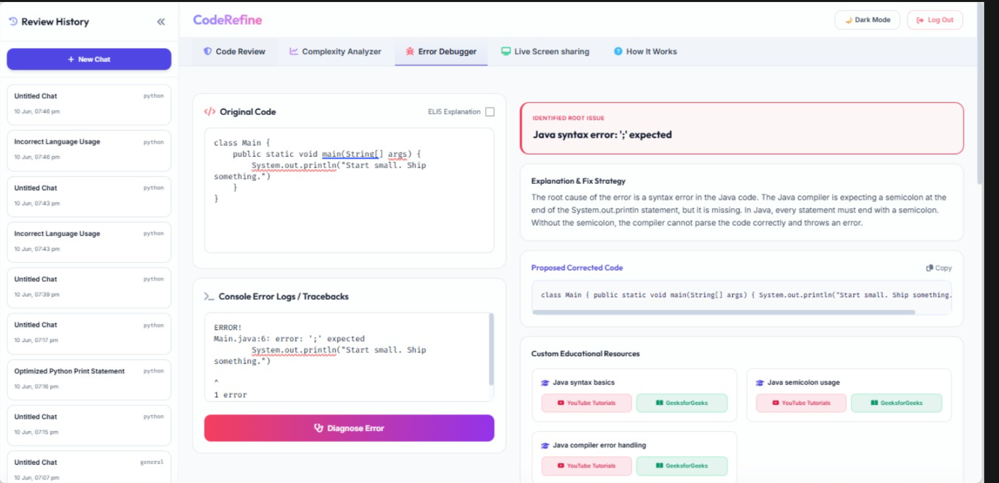 Review History
New Chat
Untitled Chat python
10 Jun, 07:46 pm
Incorrect Language Usage python
10 Jun, 07:46 pm
Untitled Chat python
10 Jun, 07:43 pm
Incorrect Language Usage python
10 Jun, 07:43 pm
Untitled Chat python
10 Jun, 07:39 pm
Untitled Chat python
10 Jun, 07:17 pm
Optimized Python Print Statement python
10 Jun, 07:16 pm
Untitled Chat python
10 Jun, 07:15 pm
Untitled Chat general
10 Jun, 07:07 pm
CodeRefine
Dark Mode
Log Out
Code Review
Complexity Analyzer
Error Debugger
Live Screen sharing
How It Works
Original Code
ELI5 Explanation
class Main {
public static void main(String[] args) {
System.out.println("Start small. Ship
something.")
}
}
Console Error Logs / Tracebacks
ERROR!
Main.java:6: error: ';' expected
System.out.println("Start small. Ship
something.")
^
1 error
Diagnose Error
IDENTIFIED ROOT ISSUE
Java syntax error: ';' expected
Explanation & Fix Strategy
The root cause of the error is a syntax error in the Java code. The Java compiler is expecting a semicolon at the
end of the System.out.println statement, but it is missing. In Java, every statement must end with a semicolon.
Without the semicolon, the compiler cannot parse the code correctly and throws an error.
Proposed Corrected Code
Copy
class Main { public static void main(String[] args) { System.out.println("Start small. Ship something.
Custom Educational Resources
Java syntax basics
YouTube Tutorials
GeeksforGeeks
Java semicolon usage
YouTube Tutorials
GeeksforGeeks
Java compiler error handling
YouTube Tutorials
GeeksforGeeks